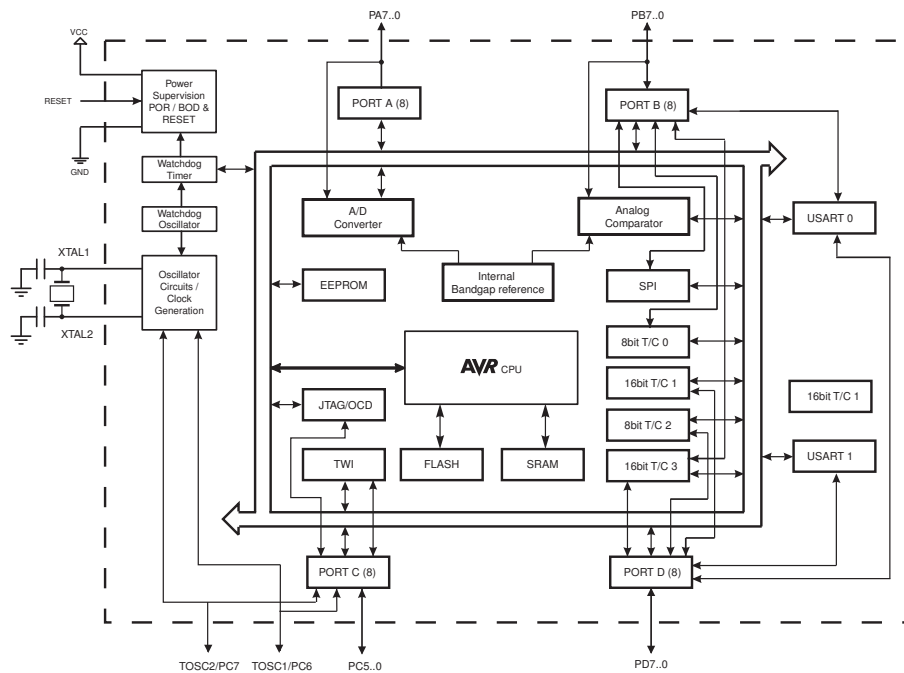 PA7..0
PB7..0
VCC
RESET
GND
Power
Supervision
POR / BOD &
RESET
PORT A (8)
PORT B (8)
Watchdog
Timer
Watchdog
Oscillator
A/D
Converter
Analog
Comparator
USART 0
XTAL1
XTAL2
Oscillator
Circuits /
Clock
Generation
EEPROM
Internal
Bandgap reference
SPI
8bit T/C 0
AVR CPU
16bit T/C 1
16bit T/C 1
JTAG/OCD
8bit T/C 2
TWI
FLASH
SRAM
16bit T/C 3
USART 1
PORT C (8)
PORT D (8)
TOSC2/PC7
TOSC1/PC6
PC5..0
PD7..0